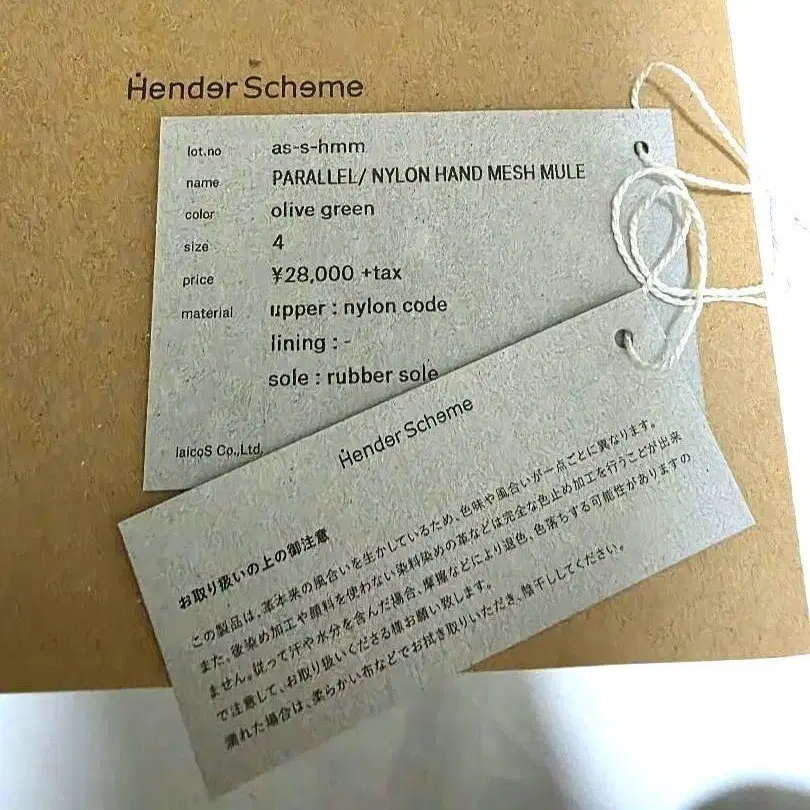 Hender Scheme
lot.no as-s-hmm
name PARALLEL/ NYLON HAND MESH MULE
color olive green
size 4
price ¥28,000 +tax
material upper : nylon code
lining : -
sole : rubber sole
laicoS Co.,Ltd.
Hender Scheme
お取り扱いの上の御注意
この製品は、革本来の風合いを生かしているため、色味や風合いが一点ごとに異なります。
また、後染め加工や顔料を使わない染料染めの革などは完全な色止め加工を行うことが出来
ません。従って汗や水分を含んだ場合、摩擦などにより退色、色落ちする可能性がありますの
で注意して、お取り扱いくださる様お願い致します。
濡れた場合は、柔らかい布などでお拭き取りいただき、陰干ししてください。